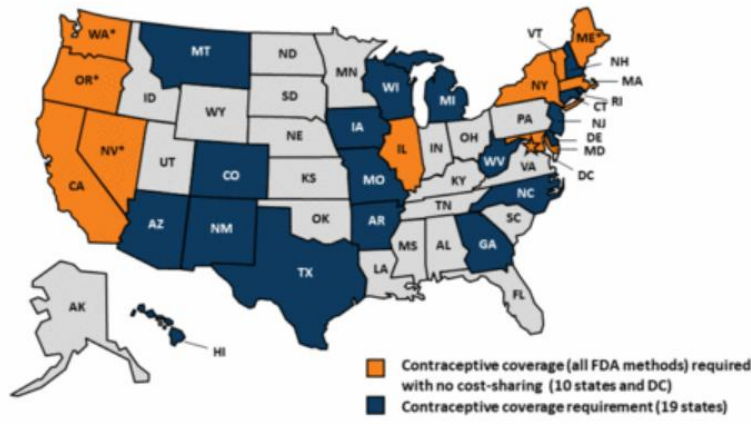 WA*
OR*
CA
NV*
ID
MT
WY
UT
AZ
CO
NM
ND
SD
NE
KS
OK
TX
MN
IA
MO
AR
LA
WI
IL
MI
IN
OH
KY
TN
MS
AL
GA
FL
SC
NC
VA
WV
PA
NY
VT
ME*
NH
MA
RI
CT
NJ
DE
MD
DC
AK
HI
Contraceptive coverage (all FDA methods) required
with no cost-sharing (10 states and DC)
Contraceptive coverage requirement (19 states)